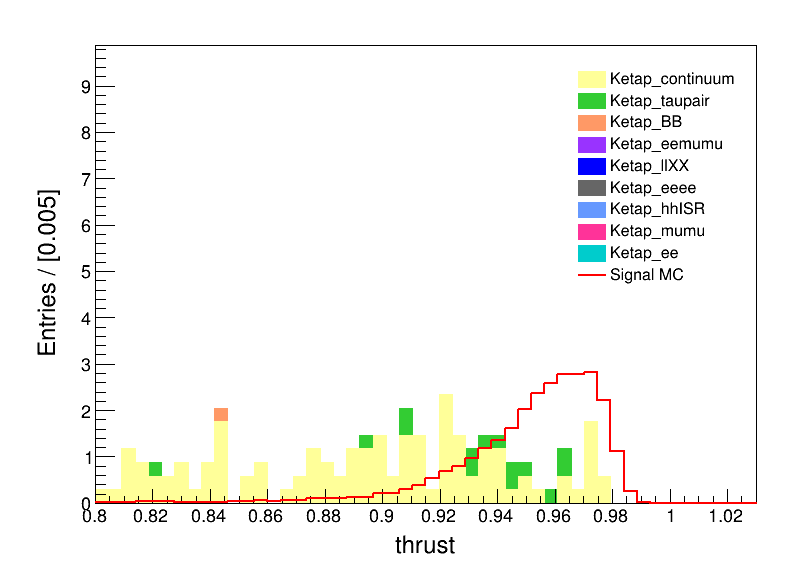 Entries / [0.005]
9
8
7
6
5
4
3
2
1
0
0.8 0.82 0.84 0.86 0.88 0.9 0.92 0.94 0.96 0.98 1 1.02
thrust
Ketap_continuum
Ketap_taupair
Ketap_BB
Ketap_eemumu
Ketap_llXX
Ketap_eeee
Ketap_hhISR
Ketap_mumu
Ketap_ee
Signal MC